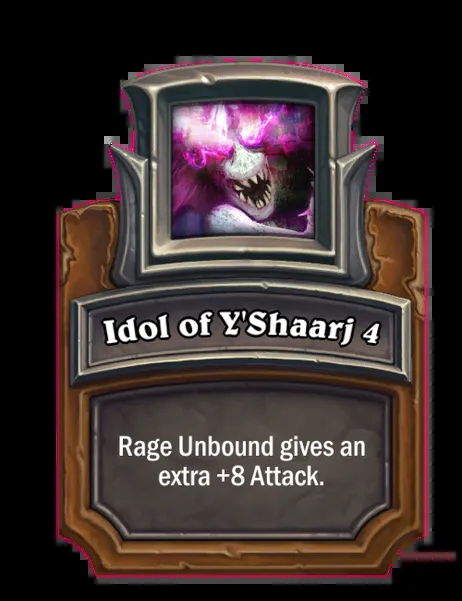 Idol of Y'Shaarj 4
Rage Unbound gives an
extra +8 Attack.